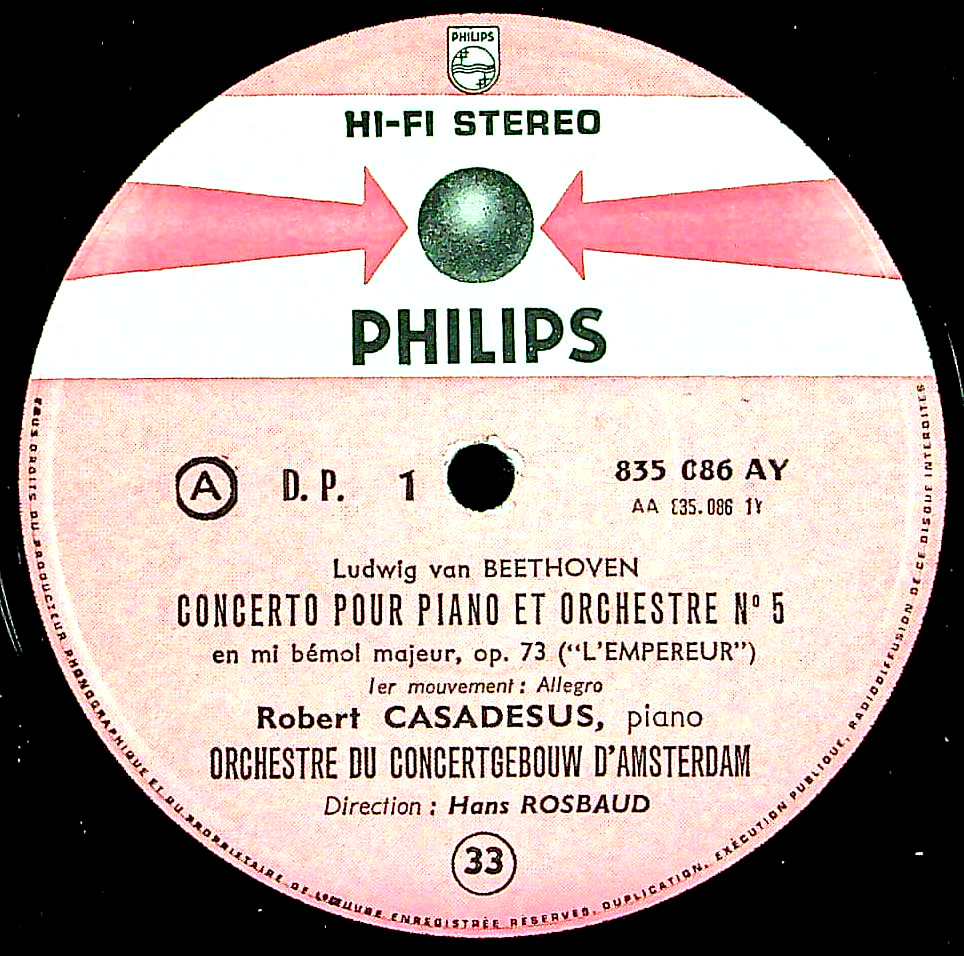 PHILIPS
HI-FI STEREO
PHILIPS
A D. P. 1
835 086 AY
AA 835.086 1Y
Ludwig van BEETHOVEN
CONCERTO POUR PIANO ET ORCHESTRE Nº 5
en mi bémol majeur, op. 73 (“L'EMPEREUR”)
1er mouvement : Allegro
Robert CASADESUS, piano
ORCHESTRE DU CONCERTGEBOUW D'AMSTERDAM
Direction : Hans ROSBAUD
33
TOUS DROITS DU PRODUCTEUR PHONOGRAPHIQUE ET DU PROPRIETAIRE DE L'ŒUVRE ENREGISTRÉE RESERVES. DUPLICATION, EXÉCUTION PUBLIQUE, RADIODIFFUSION DE CE DISQUE INTERDITES